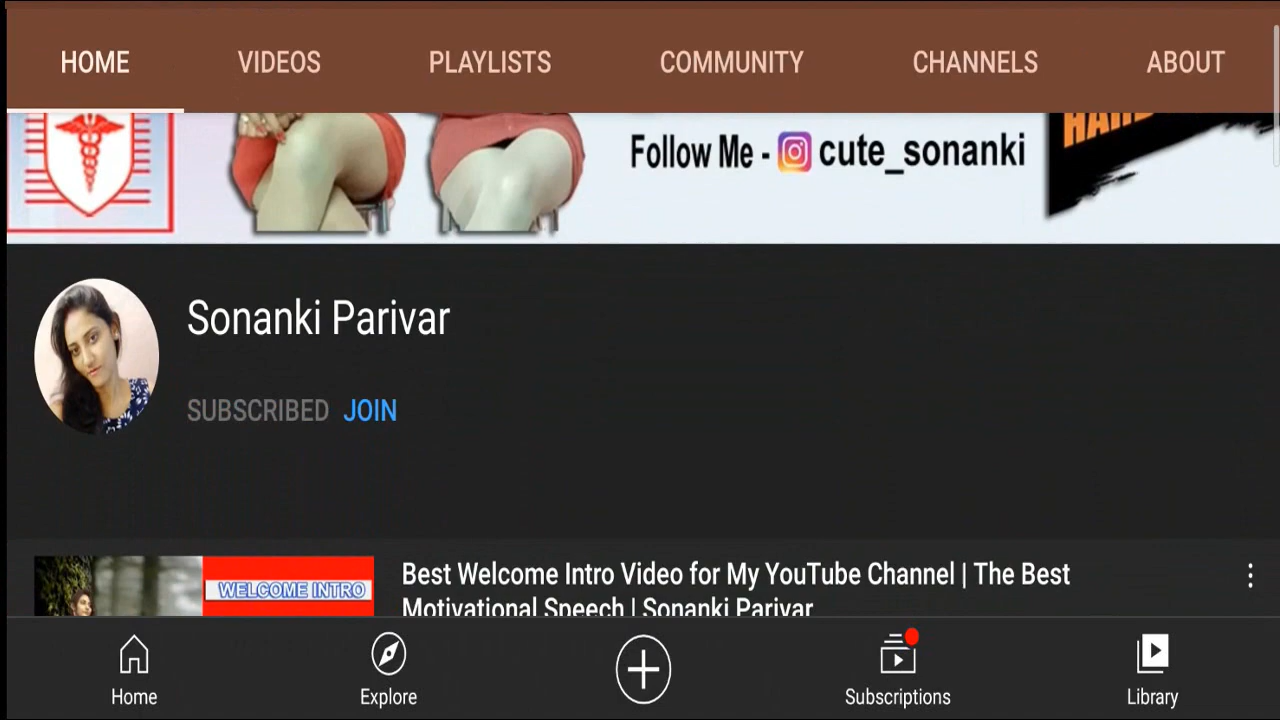 HOME VIDEOS PLAYLISTS COMMUNITY CHANNELS ABOUT
Follow Me - cute_sonanki
Sonanki Parivar
SUBSCRIBED JOIN
WELCOME INTRO
Best Welcome Intro Video for My YouTube Channel | The Best
Motivational Speech | Sonanki Parivar
Home Explore Subscriptions Library